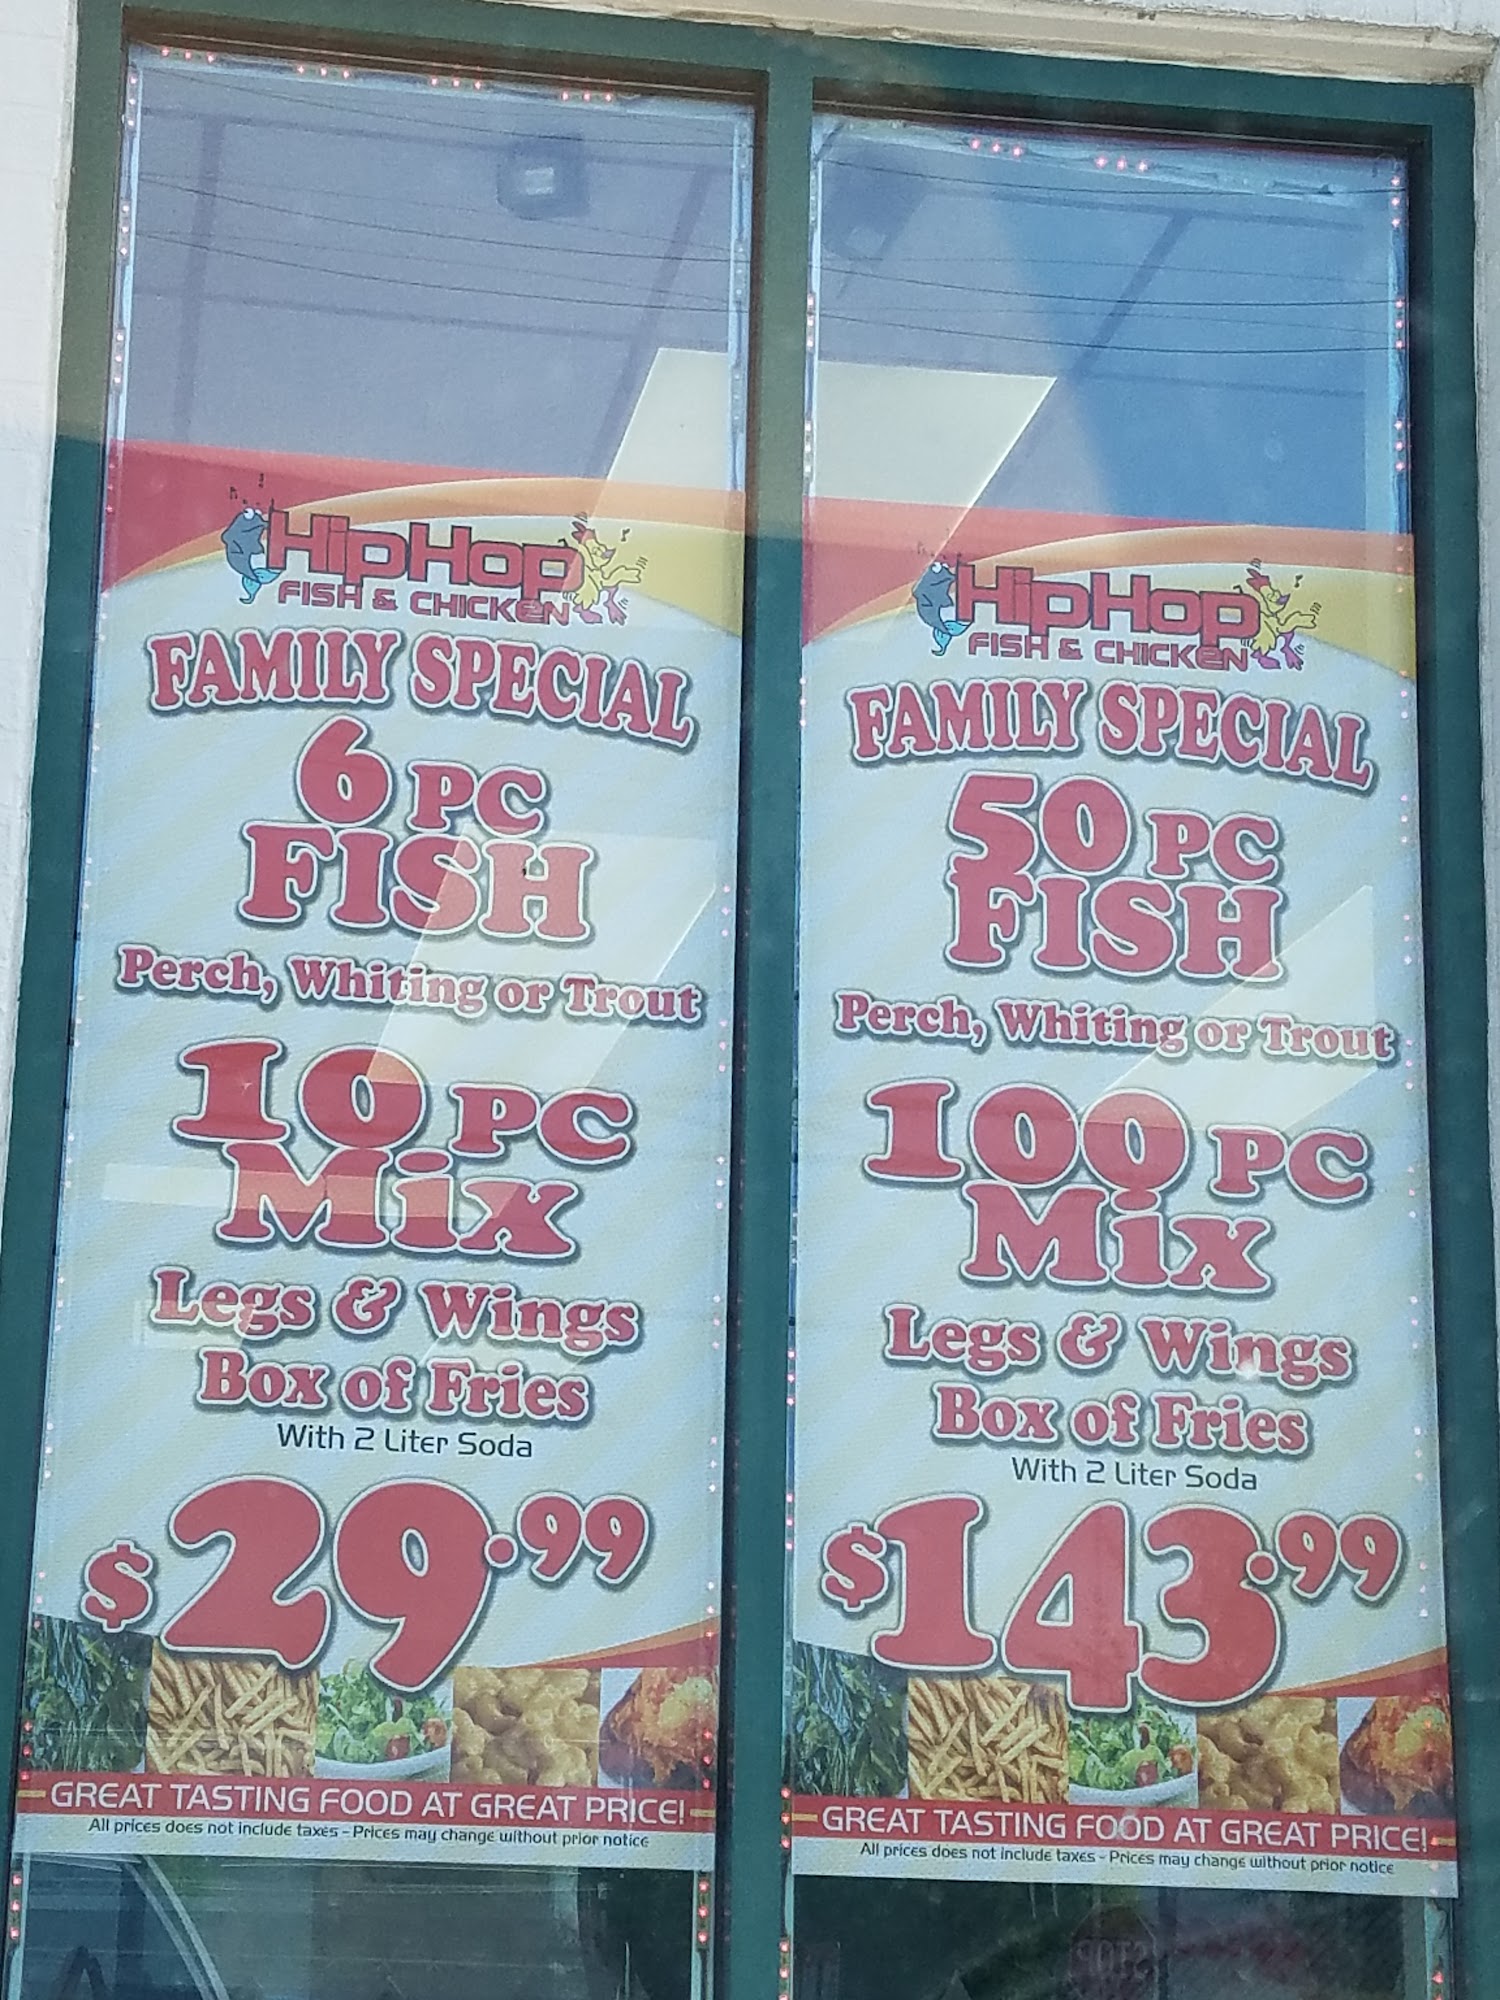 HipHop
FISH & CHICKEN
FAMILY SPECIAL
6 PC
FISH
Perch, Whiting or Trout
10 PC
Mix
Legs & Wings
Box of Fries
With 2 Liter Soda
$29.99
GREAT TASTING FOOD AT GREAT PRICE!
All prices does not include taxes - Prices may change without prior notice
HipHop
FISH & CHICKEN
FAMILY SPECIAL
50 PC
FISH
Perch, Whiting or Trout
100 PC
Mix
Legs & Wings
Box of Fries
With 2 Liter Soda
$143.99
GREAT TASTING FOOD AT GREAT PRICE!
All prices does not include taxes - Prices may change without prior notice
STOP